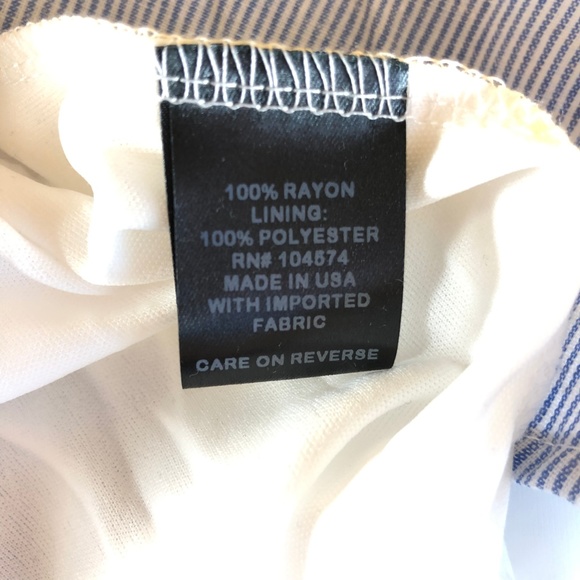 100% RAYON
LINING:
100% POLYESTER
RN# 104574
MADE IN USA
WITH IMPORTED
FABRIC
CARE ON REVERSE